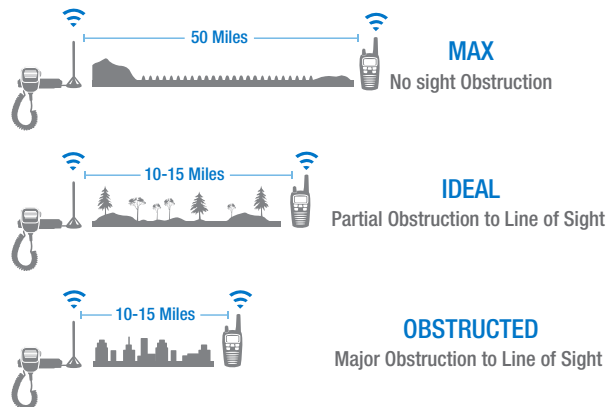 50 Miles
MAX
No sight Obstruction
10-15 Miles
IDEAL
Partial Obstruction to Line of Sight
10-15 Miles
OBSTRUCTED
Major Obstruction to Line of Sight